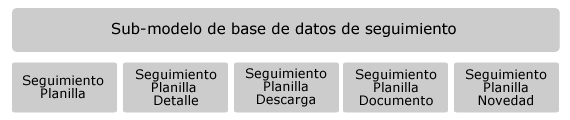 Sub-modelo de base de datos de seguimiento
Seguimiento
Planilla
Seguimiento
Planilla
Detalle
Seguimiento
Planilla
Descarga
Seguimiento
Planilla
Documento
Seguimiento
Planilla
Novedad